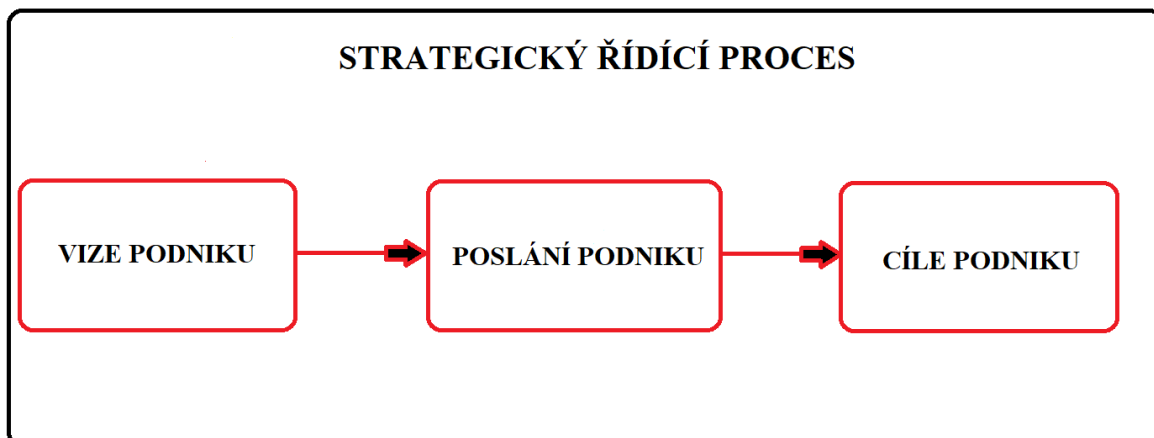 STRATEGICKÝ ŘÍDÍCÍ PROCES
VIZE PODNIKU
POSLÁNÍ PODNIKU
CÍLE PODNIKU